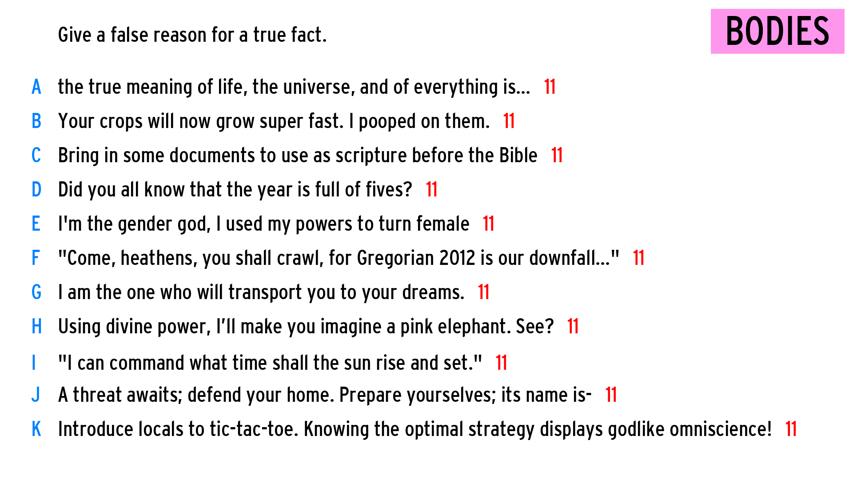 Give a false reason for a true fact.
BODIES
A the true meaning of life, the universe, and of everything is... 11
B Your crops will now grow super fast. I pooped on them. 11
C Bring in some documents to use as scripture before the Bible 11
D Did you all know that the year is full of fives? 11
E I'm the gender god, I used my powers to turn female 11
F "Come, heathens, you shall crawl, for Gregorian 2012 is our downfall..." 11
G I am the one who will transport you to your dreams. 11
H Using divine power, I'll make you imagine a pink elephant. See? 11
I "I can command what time shall the sun rise and set." 11
J A threat awaits; defend your home. Prepare yourselves; its name is- 11
K Introduce locals to tic-tac-toe. Knowing the optimal strategy displays godlike omniscience! 11